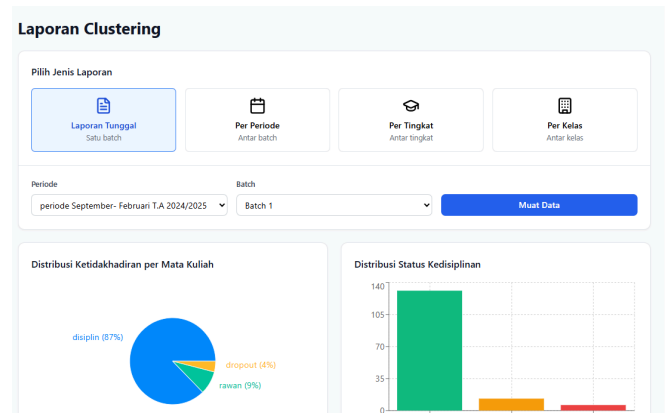 Laporan Clustering
Pilih Jenis Laporan
Laporan Tunggal
Satu batch
Per Periode
Antar batch
Per Tingkat
Antar tingkat
Per Kelas
Antar kelas
Periode
periode September- Februari T.A 2024/2025
Batch
Batch 1
Muat Data
Distribusi Ketidakhadiran per Mata Kuliah
disiplin (87%)
dropout (4%)
rawan (9%)
Distribusi Status Kedisiplinan
140
105
70
35
0